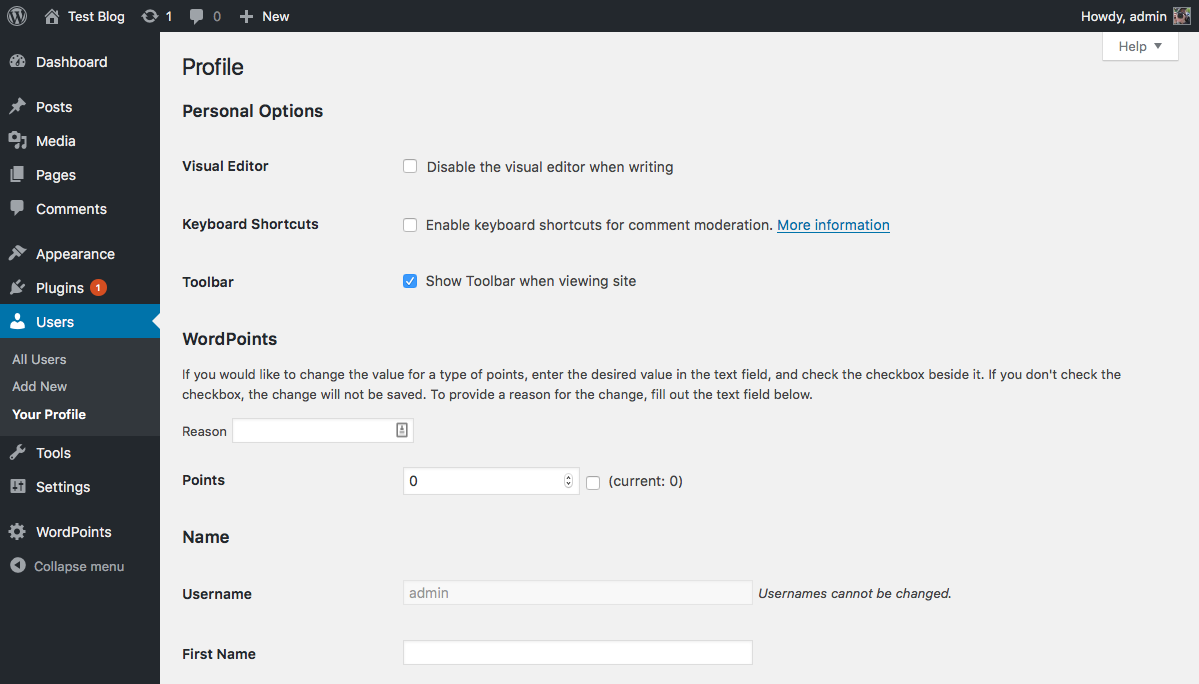 Test Blog 1 0 New Howdy, admin
Help
Dashboard
Posts
Media
Pages
Comments
Appearance
Plugins 1
Users
All Users
Add New
Your Profile
Tools
Settings
WordPoints
Collapse menu
Profile
Personal Options
Visual Editor Disable the visual editor when writing
Keyboard Shortcuts Enable keyboard shortcuts for comment moderation. More information
Toolbar Show Toolbar when viewing site
WordPoints
If you would like to change the value for a type of points, enter the desired value in the text field, and check the checkbox beside it. If you don't check the
checkbox, the change will not be saved. To provide a reason for the change, fill out the text field below.
Reason
Points 0 (current: 0)
Name
Username admin Usernames cannot be changed.
First Name